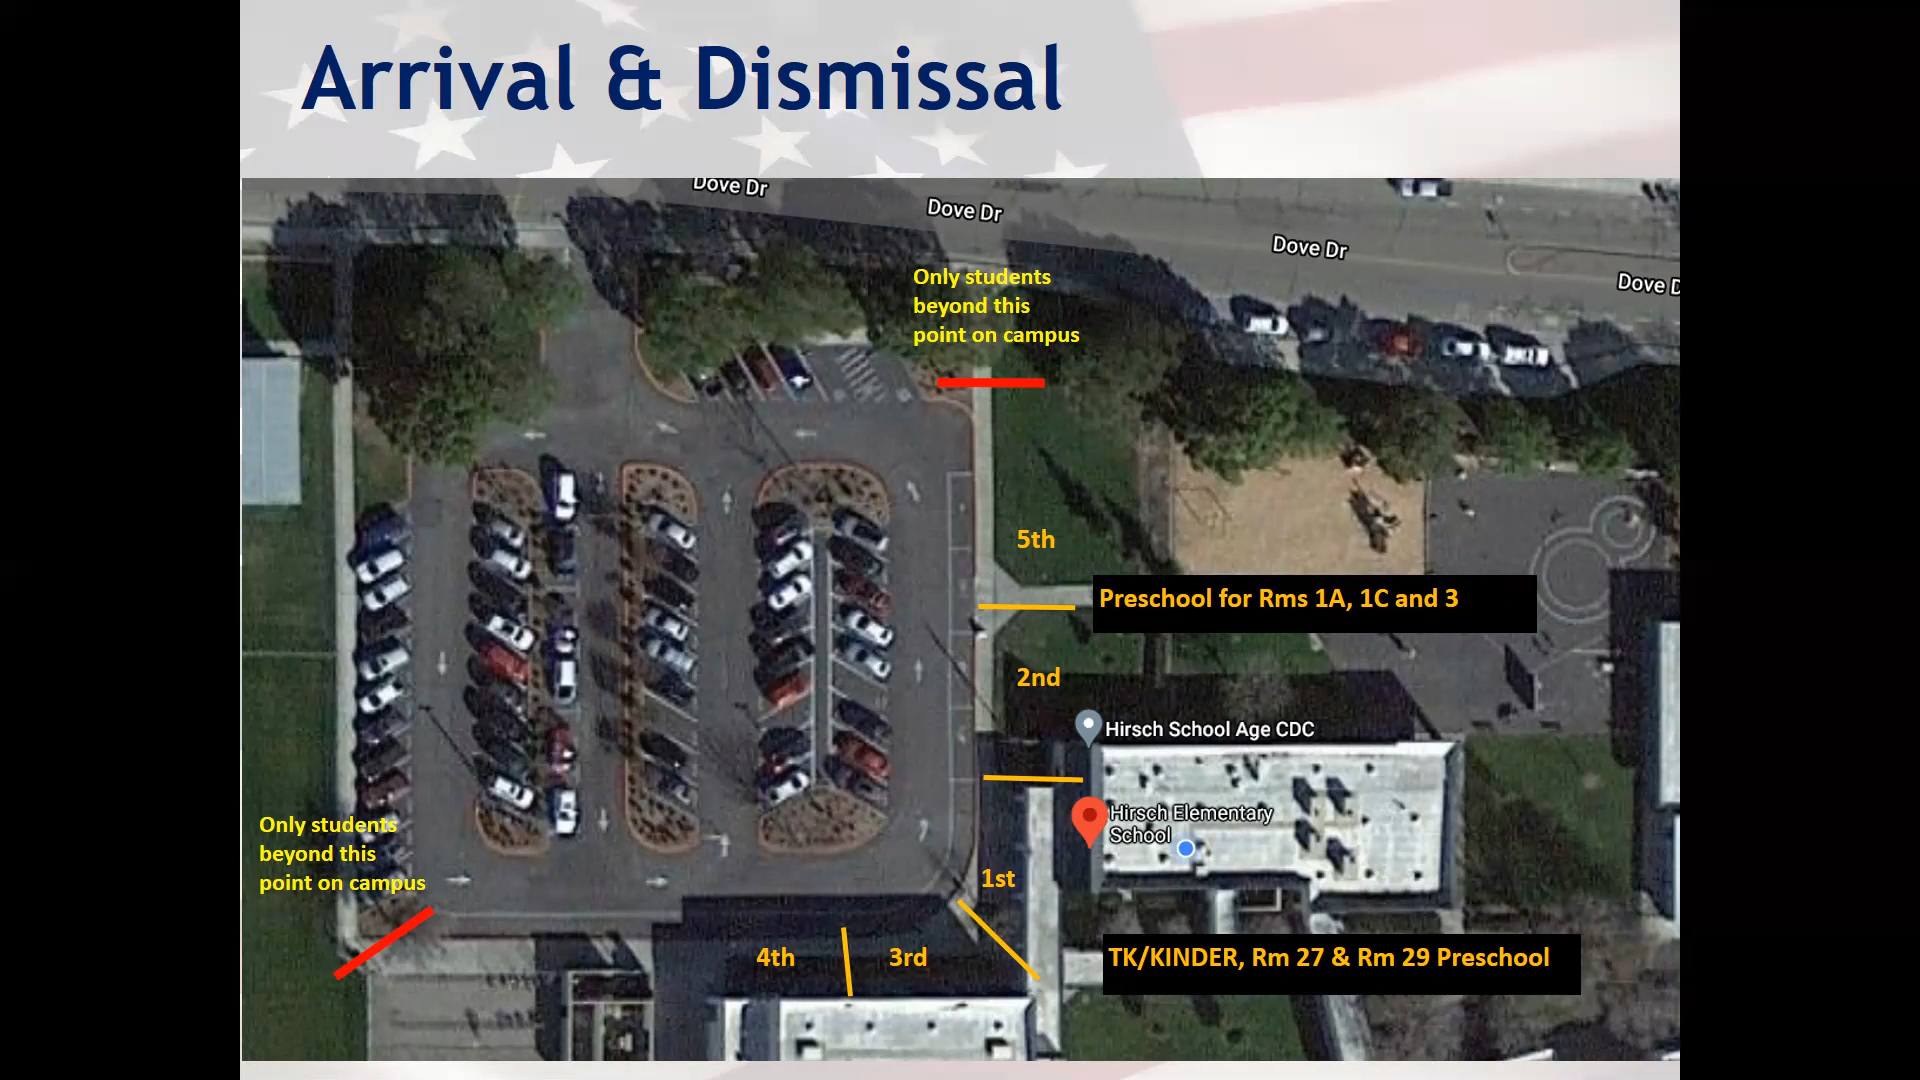 Arrival & Dismissal
Dove Dr
Dove Dr
Dove Dr
Dove D
Only students
beyond this
point on campus
5th
Preschool for Rms 1A, 1C and 3
2nd
Hirsch School Age CDC
Hirsch Elementary
School
Only students
beyond this
point on campus
1st
4th
3rd
TK/KINDER, Rm 27 & Rm 29 Preschool